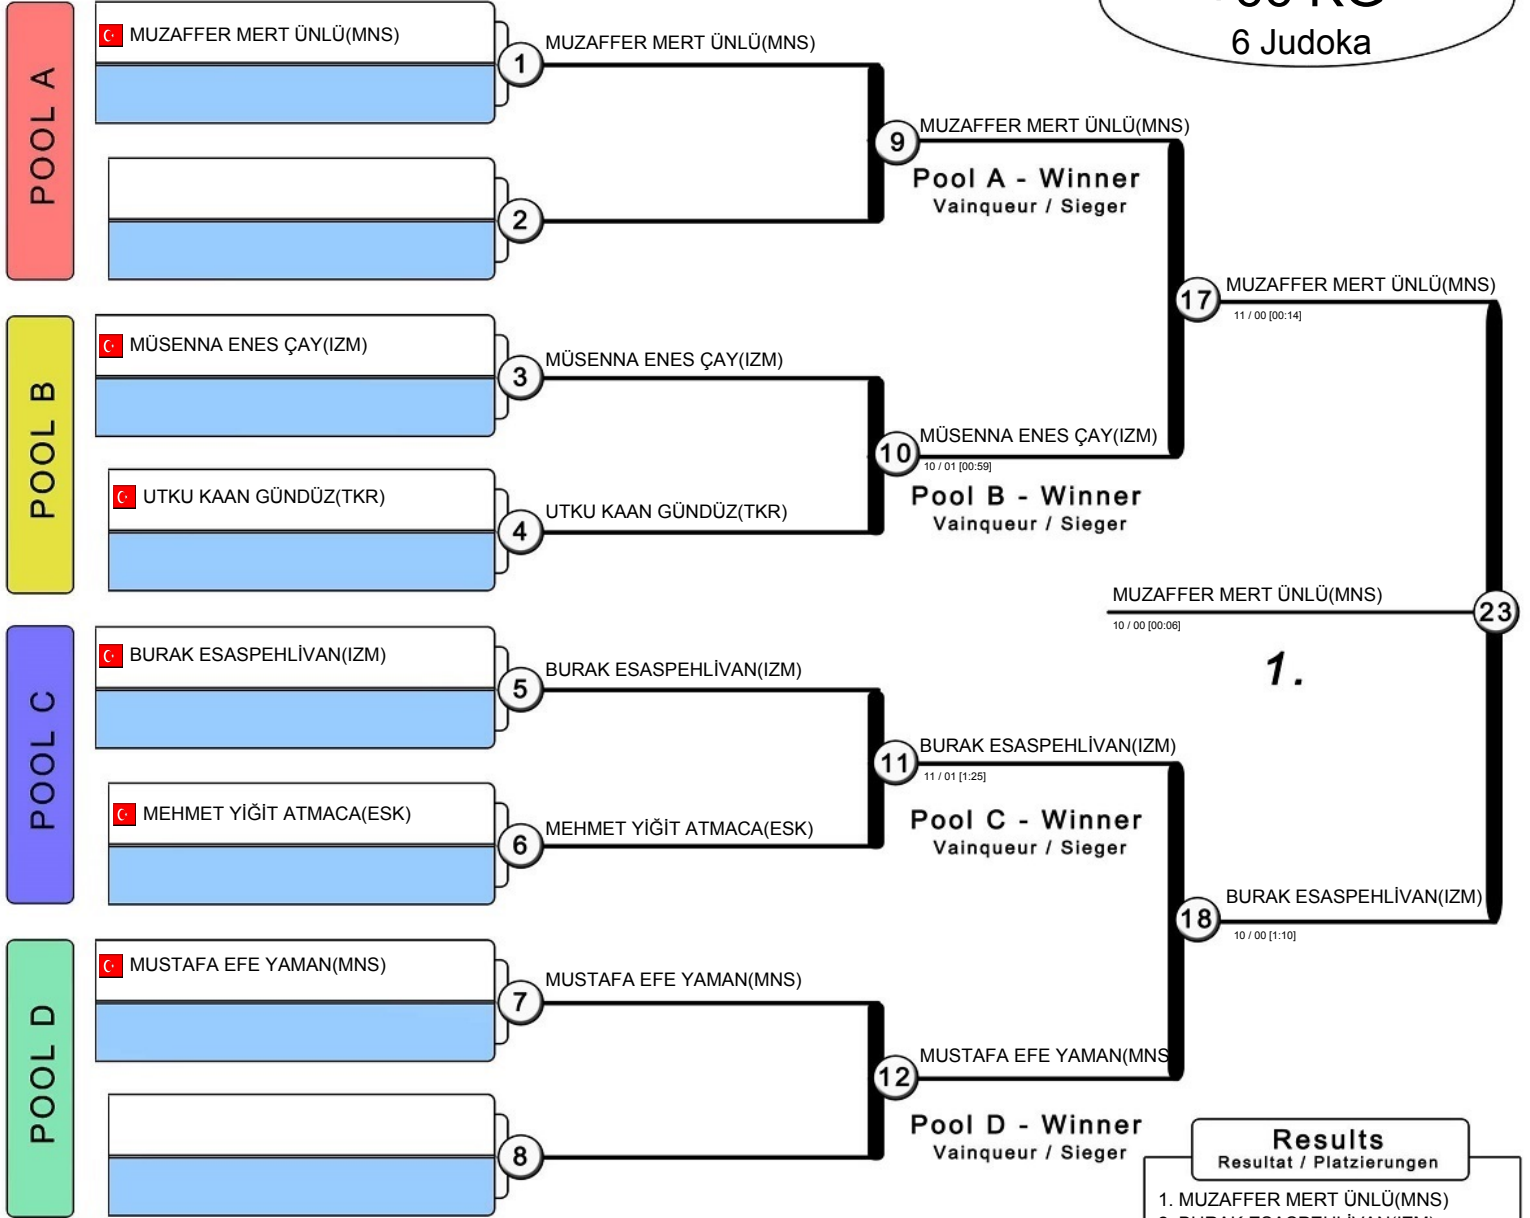 6 Judoka
POOL A
MUZAFFER MERT ÜNLÜ(MNS)
1
MUZAFFER MERT ÜNLÜ(MNS)
2
9
MUZAFFER MERT ÜNLÜ(MNS)
Pool A - Winner
Vainqueur / Sieger
POOL B
MÜSENNA ENES ÇAY(IZM)
3
MÜSENNA ENES ÇAY(IZM)
UTKU KAAN GÜNDÜZ(TKR)
4
UTKU KAAN GÜNDÜZ(TKR)
10
MÜSENNA ENES ÇAY(IZM)
10 / 01 [00:59]
Pool B - Winner
Vainqueur / Sieger
17
MUZAFFER MERT ÜNLÜ(MNS)
11 / 00 [00:14]
MUZAFFER MERT ÜNLÜ(MNS)
23
10 / 00 [00:06]
1.
POOL C
BURAK ESASPEHLİVAN(IZM)
5
BURAK ESASPEHLİVAN(IZM)
MEHMET YİĞİT ATMACA(ESK)
6
MEHMET YİĞİT ATMACA(ESK)
11
BURAK ESASPEHLİVAN(IZM)
11 / 01 [1:25]
Pool C - Winner
Vainqueur / Sieger
18
BURAK ESASPEHLİVAN(IZM)
10 / 00 [1:10]
POOL D
MUSTAFA EFE YAMAN(MNS)
7
MUSTAFA EFE YAMAN(MNS)
8
12
MUSTAFA EFE YAMAN(MNS
Pool D - Winner
Vainqueur / Sieger
Results
Resultat / Platzierungen
1. MUZAFFER MERT ÜNLÜ(MNS)